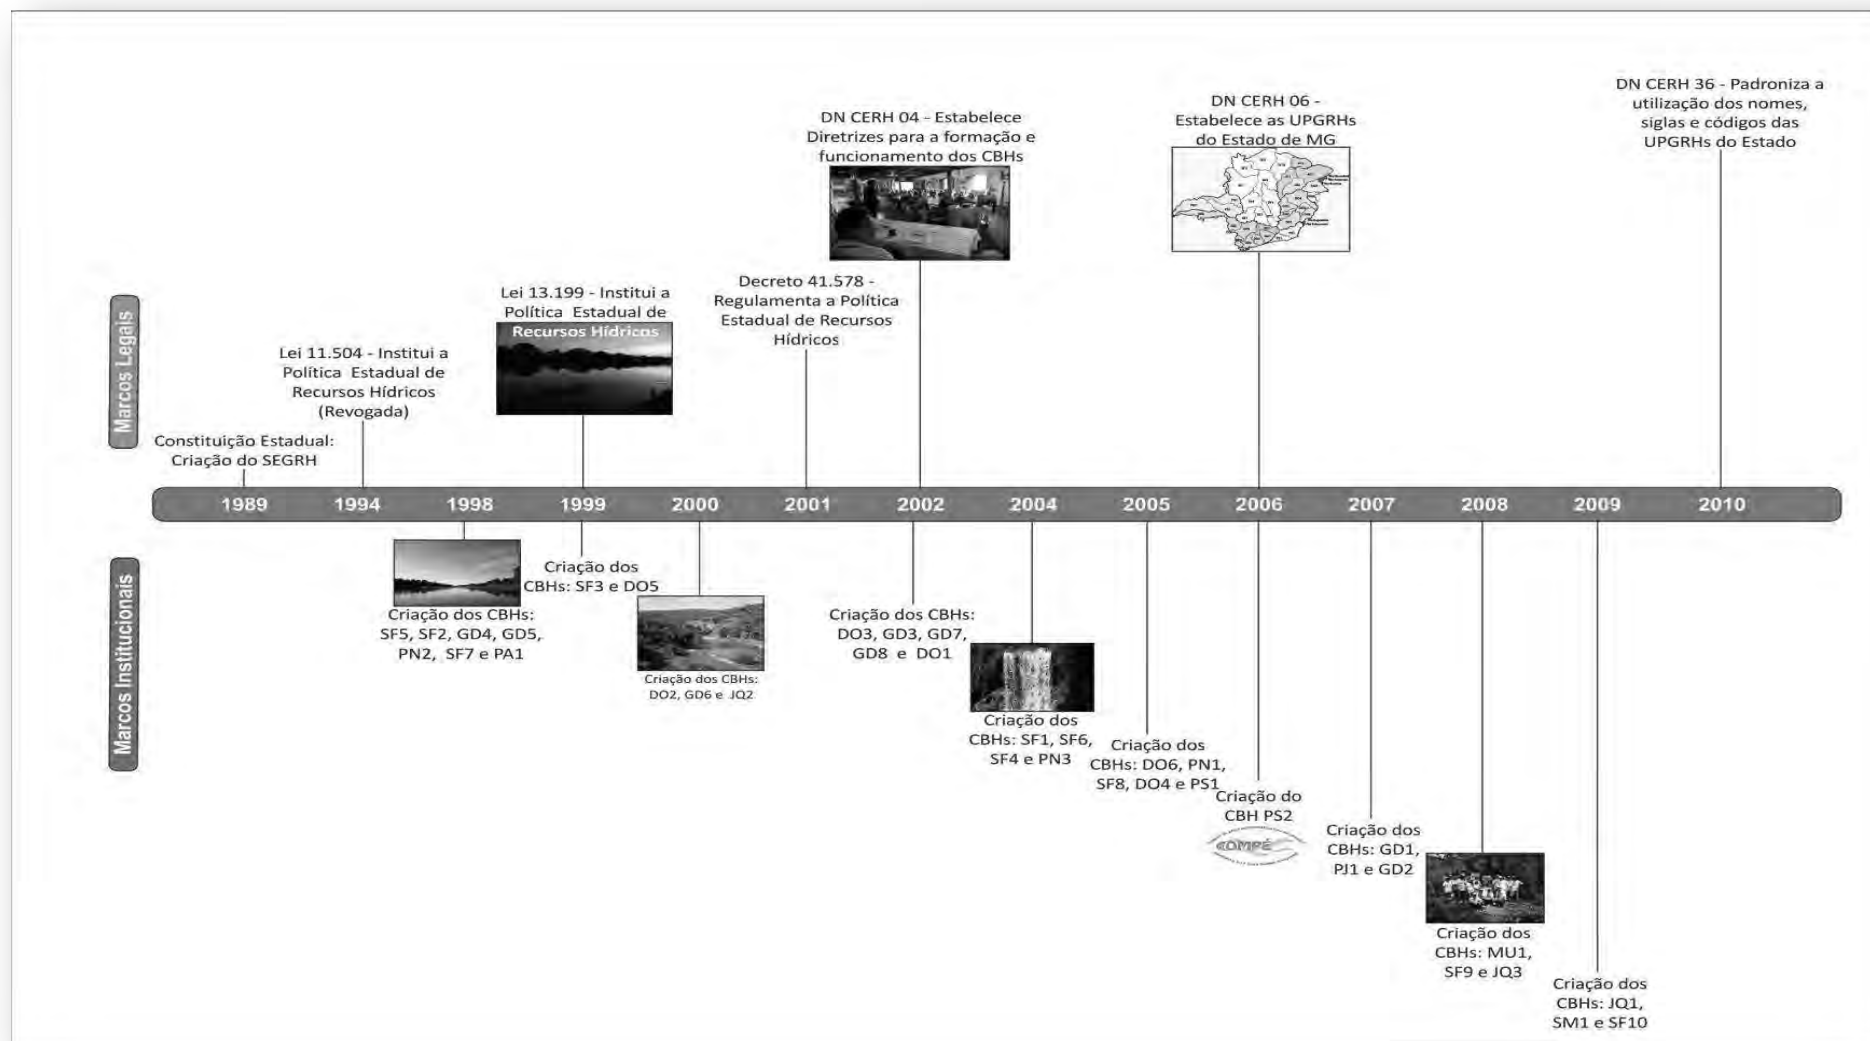 DN CERH 36 - Padroniza a
utilização dos nomes,
siglas e códigos das
UPGRHs do Estado
DN CERH 06 -
Estabelece as UPGRHs
do Estado de MG
DN CERH 04 - Estabelece
Diretrizes para a formação e
funcionamento dos CBHs
Decreto 41.578 -
Regulamenta a Política
Estadual de Recursos
Hídricos
Lei 13.199 - Institui a
Política Estadual de
Recursos Hídricos
Lei 11.504 - Institui a
Política Estadual de
Recursos Hídricos
(Revogada)
Constituição Estadual:
Criação do SEGRH
Marcos Legais
1989 1994 1998 1999 2000 2001 2002 2004 2005 2006 2007 2008 2009 2010
Marcos Institucionais
Criação dos CBHs:
SF5, SF2, GD4, GD5,
PN2, SF7 e PA1
Criação dos
CBHs: SF3 e DO5
Criação dos CBHs:
DO2, GD6 e JQ2
Criação dos CBHs:
DO3, GD3, GD7,
GD8 e DO1
Criação dos
CBHs: SF1, SF6,
SF4 e PN3
Criação dos
CBHs: DO6, PN1,
SF8, DO4 e PS1
Criação do
CBH PS2
COMPÉ
Criação dos
CBHs: GD1,
PJ1 e GD2
Criação dos
CBHs: MU1,
SF9 e JQ3
Criação dos
CBHs: JQ1,
SM1 e SF10